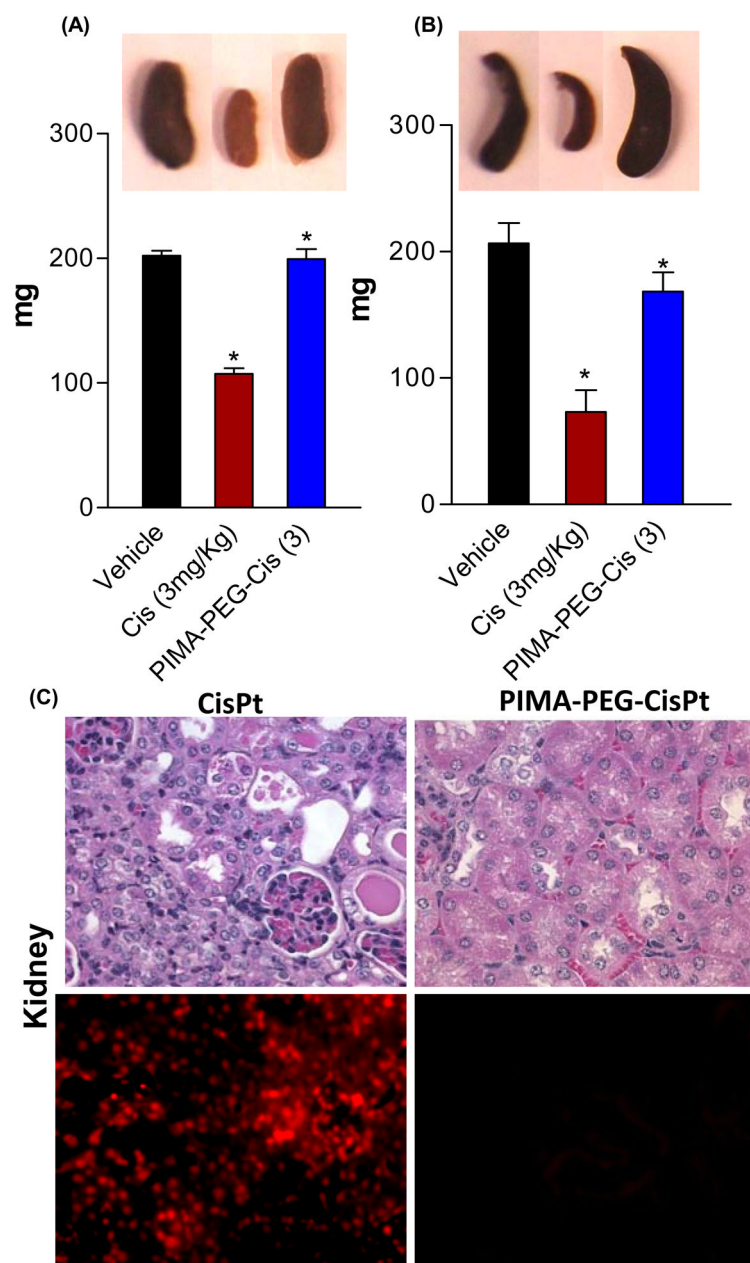 (A)
300
200
100
0
mg
*
*
Vehicle
Cis (3mg/Kg)
PIMA-PEG-Cis (3)
(B)
300
200
100
0
mg
*
*
Vehicle
Cis (3mg/Kg)
PIMA-PEG-Cis (3)
(C)
CisPt
PIMA-PEG-CisPt
Kidney